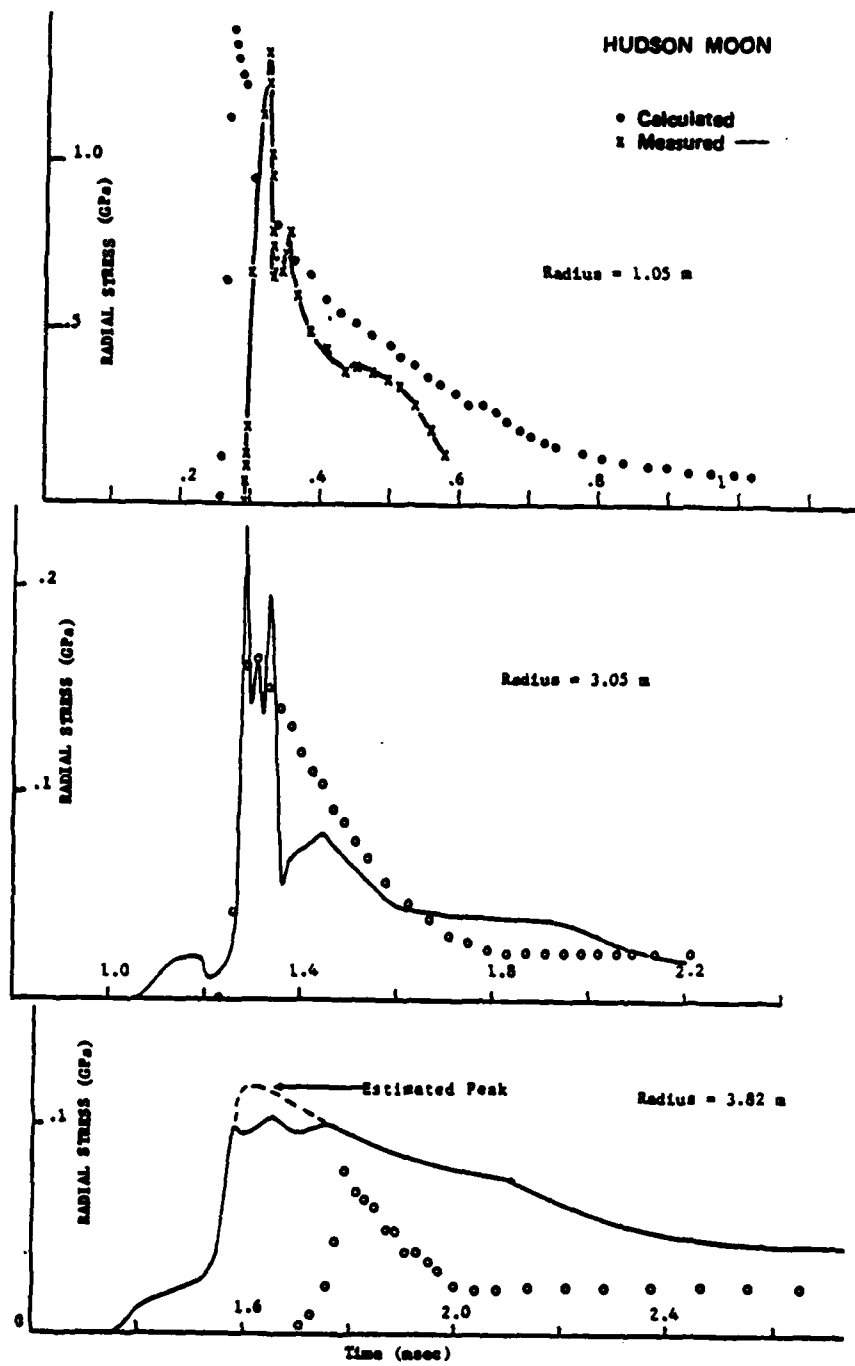 HUDSON MOON
• Calculated
x Measured —
1.0
.5
RADIAL STRESS (GPa)
Radius = 1.05 m
.2
.4
.6
.8
1
.2
.1
RADIAL STRESS (GPa)
Radius = 3.05 m
1.0
1.4
1.8
2.2
.1
0
RADIAL STRESS (GPa)
Estimated Peak
Radius = 3.82 m
1.6
2.0
2.4
Time (msec)